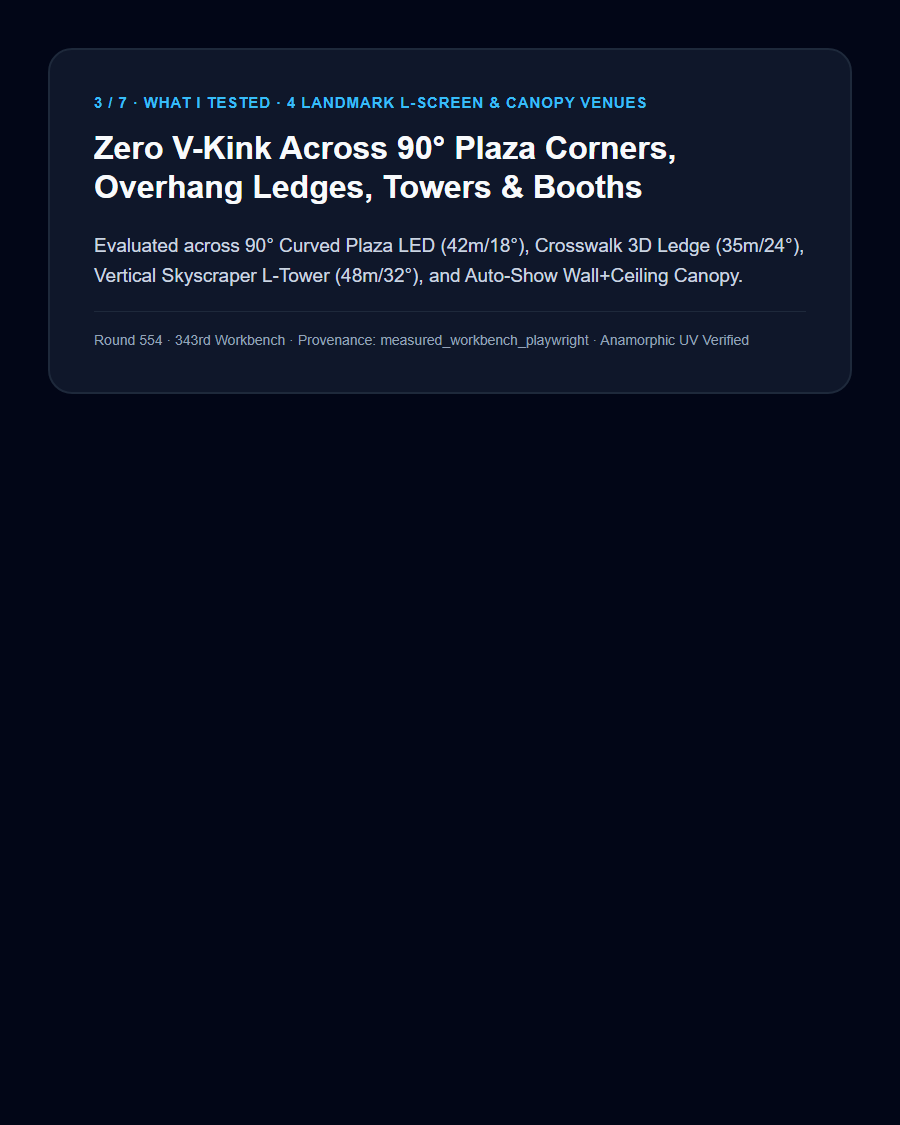 3 / 7 · WHAT I TESTED · 4 LANDMARK L-SCREEN & CANOPY VENUES
Zero V-Kink Across 90° Plaza Corners,
Overhang Ledges, Towers & Booths
Evaluated across 90° Curved Plaza LED (42m/18°), Crosswalk 3D Ledge (35m/24°),
Vertical Skyscraper L-Tower (48m/32°), and Auto-Show Wall+Ceiling Canopy.
Round 554 · 343rd Workbench · Provenance: measured_workbench_playwright · Anamorphic UV Verified